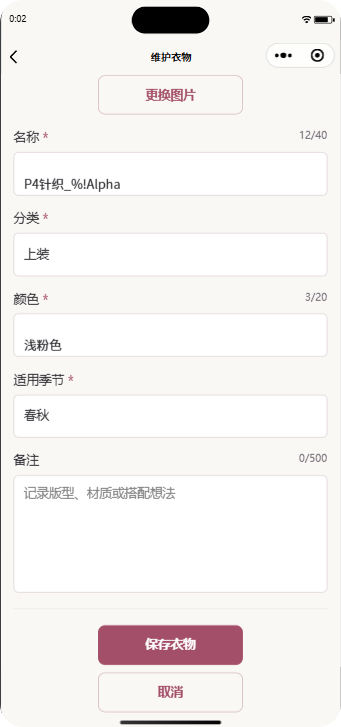 0:02
维护衣物
更换图片
名称 * 12/40
P4针织_%!Alpha
分类 *
上装
颜色 * 3/20
浅粉色
适用季节 *
春秋
备注 0/500
记录版型、材质或搭配想法
保存衣物
取消